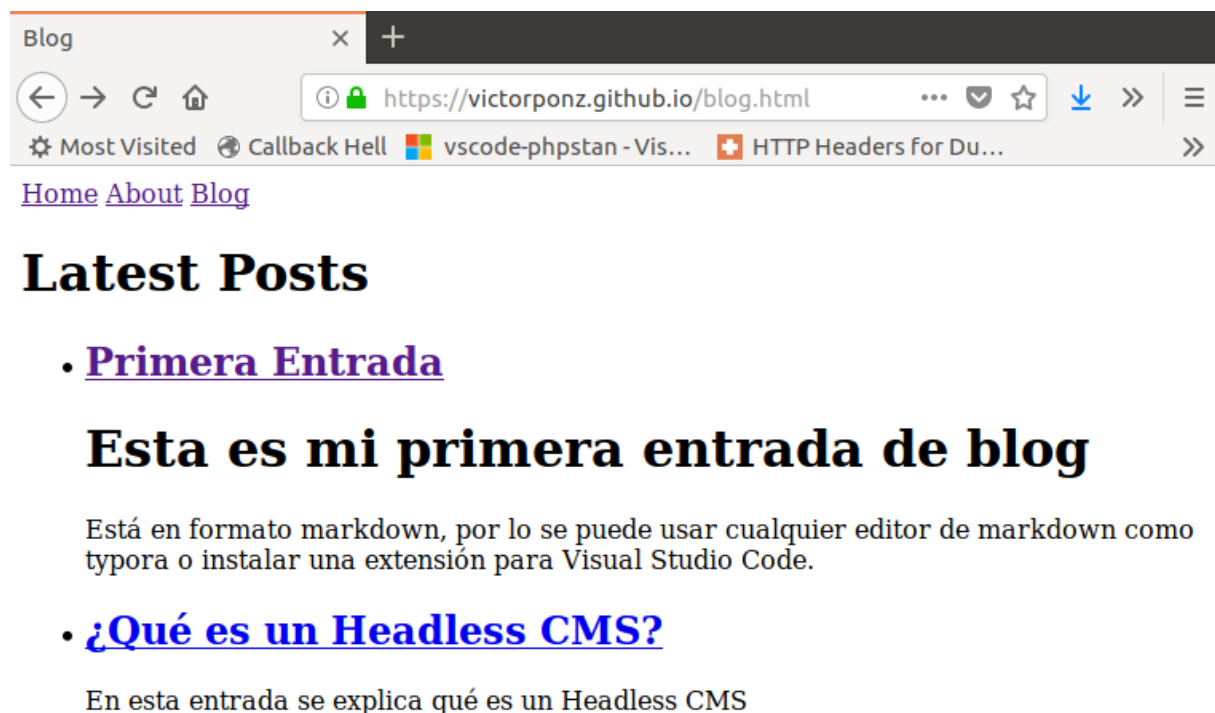 Blog
https://victorponz.github.io/blog.html
Most Visited Callback Hell vscode-phpstan - Vis... HTTP Headers for Du...
Home About Blog
Latest Posts
Primera Entrada
Esta es mi primera entrada de blog
Está en formato markdown, por lo se puede usar cualquier editor de markdown como
typora o instalar una extensión para Visual Studio Code.
¿Qué es un Headless CMS?
En esta entrada se explica qué es un Headless CMS